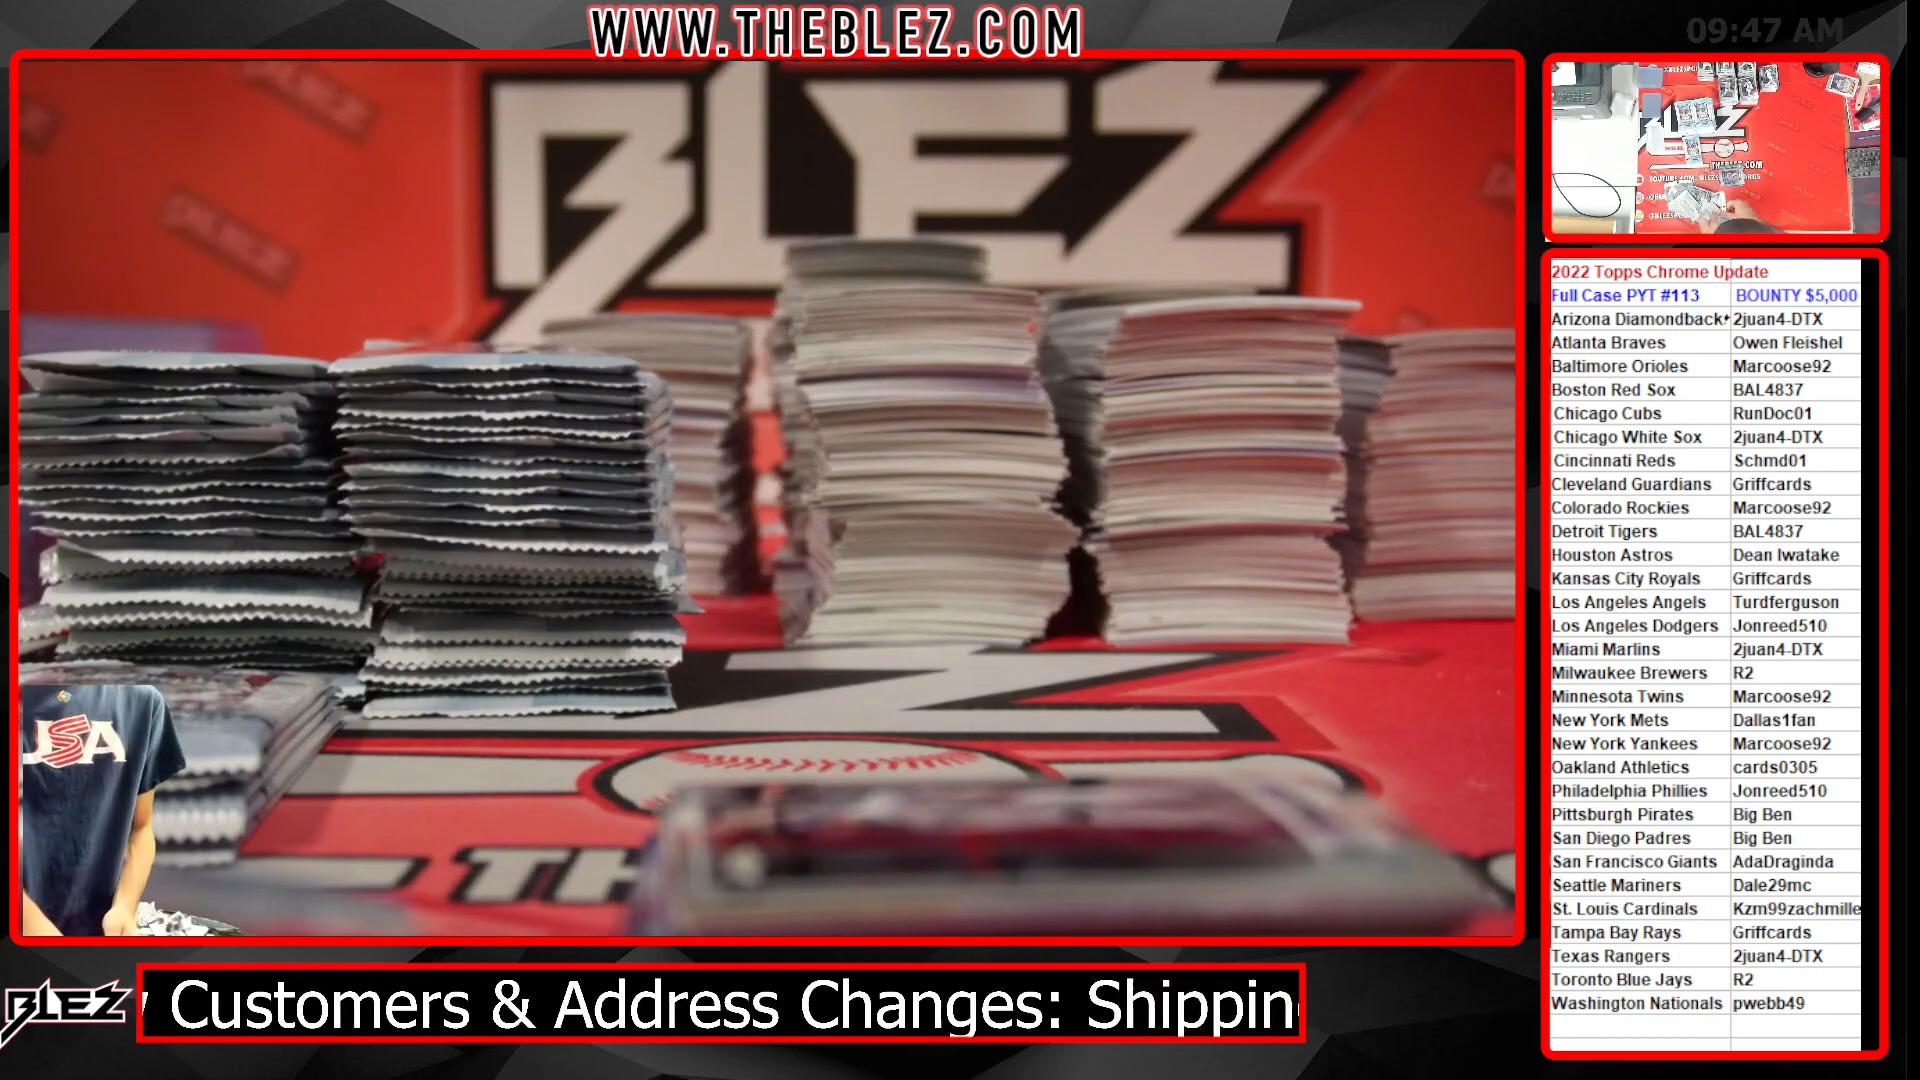 WWW.THEBLEZ.COM
09:47 AM
BLEZ
THEBLEZ
THEBLEZ
TH
USA
BLEZ
Customers & Address Changes: Shippin
2022 Topps Chrome Update
Full Case PYT #113 BOUNTY $5,000
Arizona Diamondback 2juan4-DTX
Atlanta Braves Owen Fleishel
Baltimore Orioles Marcoose92
Boston Red Sox BAL4837
Chicago Cubs RunDoc01
Chicago White Sox 2juan4-DTX
Cincinnati Reds Schmd01
Cleveland Guardians Griffcards
Colorado Rockies Marcoose92
Detroit Tigers BAL4837
Houston Astros Dean Iwatake
Kansas City Royals Griffcards
Los Angeles Angels Turdferguson
Los Angeles Dodgers Jonreed510
Miami Marlins 2juan4-DTX
Milwaukee Brewers R2
Minnesota Twins Marcoose92
New York Mets Dallas1fan
New York Yankees Marcoose92
Oakland Athletics cards0305
Philadelphia Phillies Jonreed510
Pittsburgh Pirates Big Ben
San Diego Padres Big Ben
San Francisco Giants AdaDraginda
Seattle Mariners Dale29mc
St. Louis Cardinals Kzm99zachmille
Tampa Bay Rays Griffcards
Texas Rangers 2juan4-DTX
Toronto Blue Jays R2
Washington Nationals pwebb49